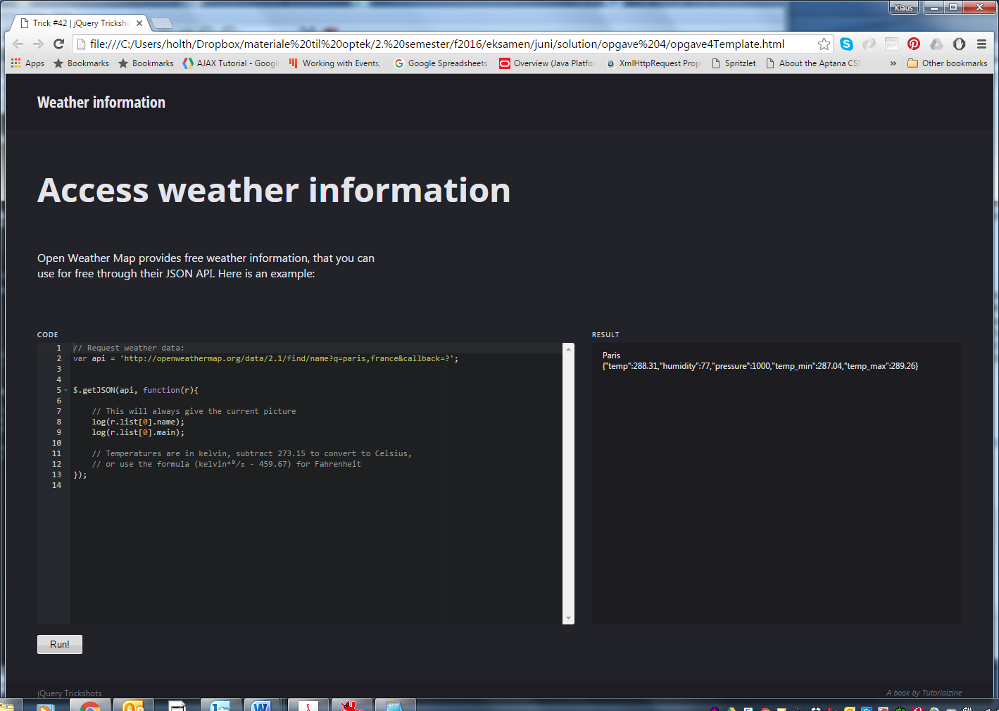 Klaus
Trick #42 | jQuery Tricksh
file:///C:/Users/holth/Dropbox/materiale%20til%20optek/2.%20semester/f2016/eksamen/juni/solution/opgave%204/opgave4Template.html
Apps Bookmarks Bookmarks AJAX Tutorial - Googl Working with Events, Google Spreadsheets Overview (Java Platfor XmlHttpRequest Prop Spritzlet About the Aptana CSS » Other bookmarks
Weather information
Access weather information
Open Weather Map provides free weather information, that you can
use for free through their JSON API. Here is an example:
CODE
1 // Request weather data:
2 var api = 'http://openweathermap.org/data/2.1/find/name?q=paris,france&callback=?';
3
4
5 $.getJSON(api, function(r){
6
7 // This will always give the current picture
8 log(r.list[0].name);
9 log(r.list[0].main);
10
11 // Temperatures are in kelvin, subtract 273.15 to convert to Celsius,
12 // or use the formula (kelvin*⁹/₅ - 459.67) for Fahrenheit
13 });
14
RESULT
Paris
{"temp":288.31,"humidity":77,"pressure":1000,"temp_min":287.04,"temp_max":289.26}
Run!
jQuery Trickshots
A book by Tutorialzine